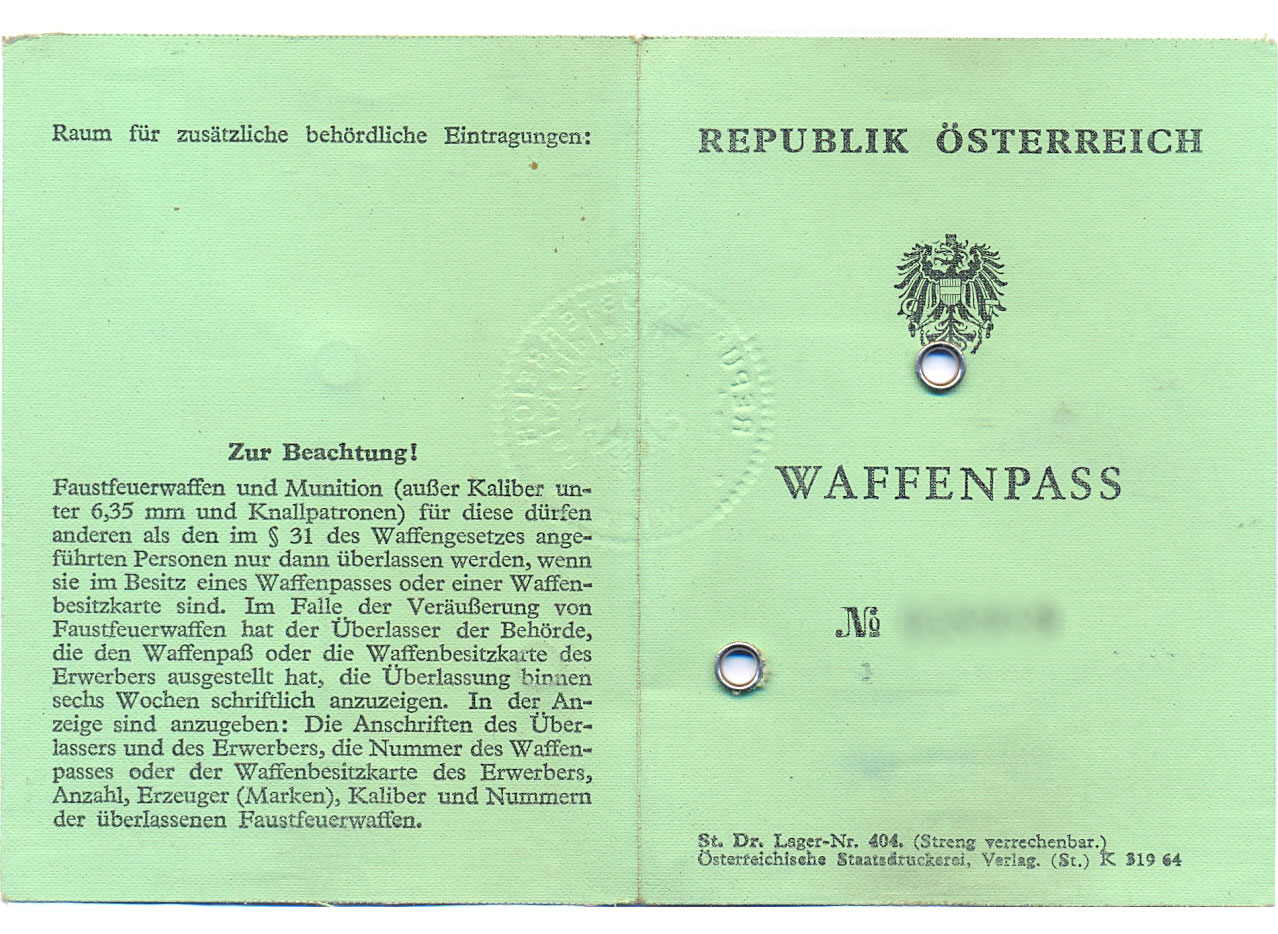 Raum für zusätzliche behördliche Eintragungen:
Zur Beachtung!
Faustfeuerwaffen und Munition (außer Kaliber un-
ter 6,35 mm und Knallpatronen) für diese dürfen
anderen als den im § 31 des Waffengesetzes ange-
führten Personen nur dann überlassen werden, wenn
sie im Besitz eines Waffenpasses oder einer Waffen-
besitzkarte sind. Im Falle der Veräußerung von
Faustfeuerwaffen hat der Überlasser der Behörde,
die den Waffenpaß oder die Waffenbesitzkarte des
Erwerbers ausgestellt hat, die Überlassung binnen
sechs Wochen schriftlich anzuzeigen. In der An-
zeige sind anzugeben: Die Anschriften des Über-
lassers und des Erwerbers, die Nummer des Waffen-
passes oder der Waffenbesitzkarte des Erwerbers,
Anzahl, Erzeuger (Marken), Kaliber und Nummern
der überlassenen Faustfeuerwaffen.
REPUBLIK ÖSTERREICH
WAFFENPASS
№
St. Dr. Lager-Nr. 404. (Streng verrechenbar.)
Österreichische Staatsdruckerei, Verlag. (St.) K 319 64